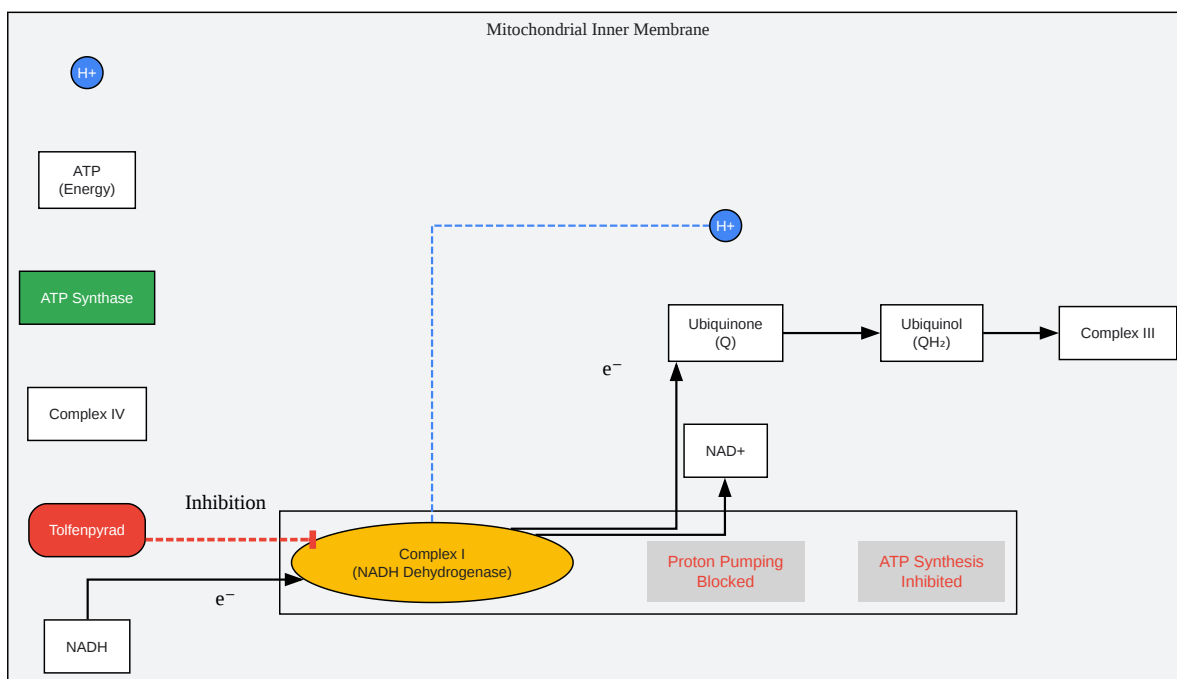 Mitochondrial Inner Membrane
H+
ATP
(Energy)
H+
ATP Synthase
Ubiquinone
(Q)
Ubiquinol
(QH₂)
Complex III
e⁻
Complex IV
NAD+
Inhibition
Tolfenpyrad
Complex I
(NADH Dehydrogenase)
Proton Pumping
Blocked
ATP Synthesis
Inhibited
e⁻
NADH